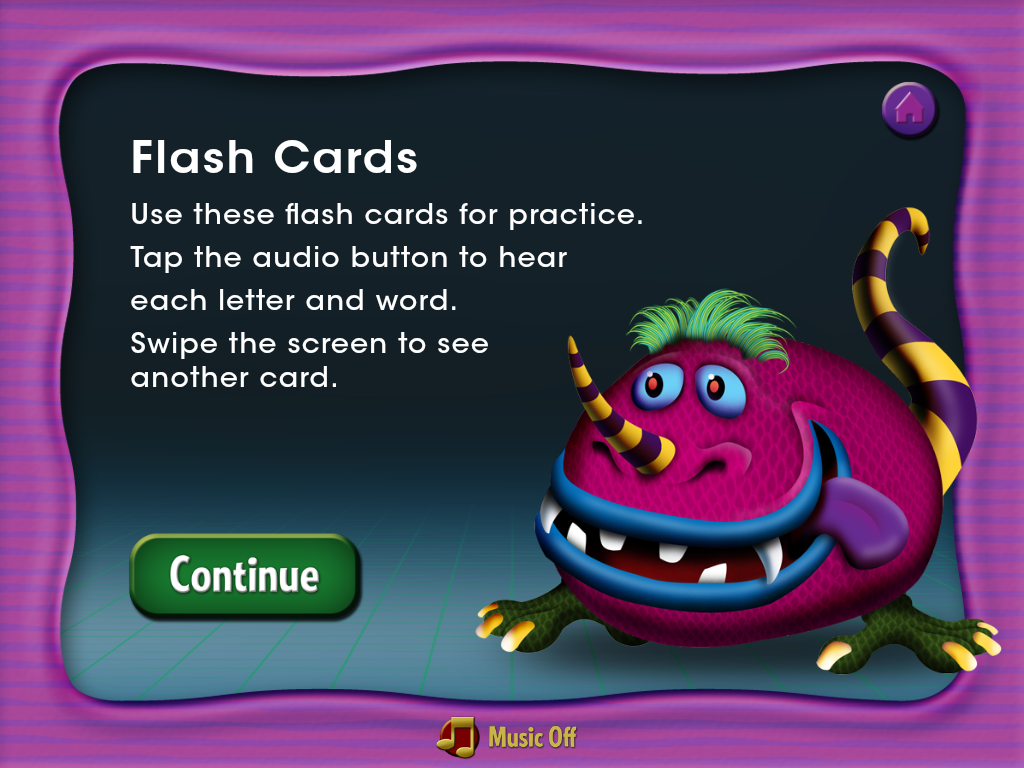 Flash Cards
Use these flash cards for practice.
Tap the audio button to hear
each letter and word.
Swipe the screen to see
another card.
Continue
Music Off